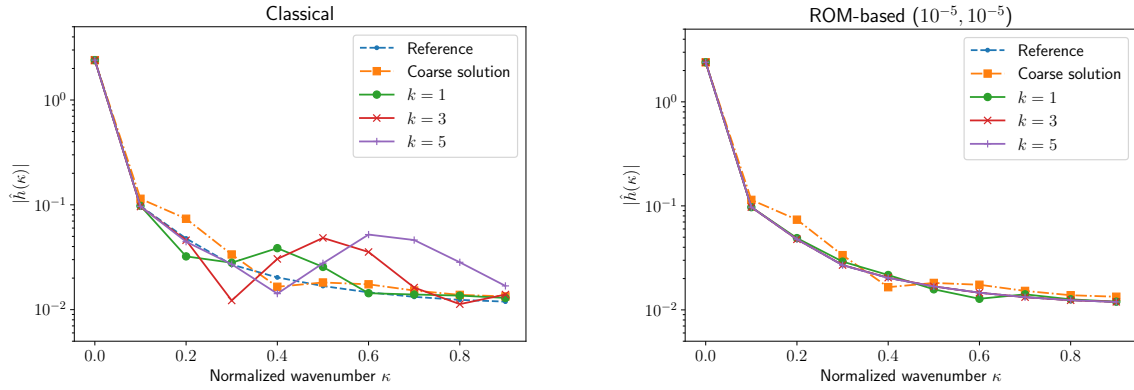 Classical
Reference
Coarse solution
k = 1
k = 3
k = 5
10^0
10^{-1}
10^{-2}
|ĥ(κ)|
0.0 0.2 0.4 0.6 0.8
Normalized wavenumber κ
ROM-based (10^{-5}, 10^{-5})
Reference
Coarse solution
k = 1
k = 3
k = 5
10^0
10^{-1}
10^{-2}
|ĥ(κ)|
0.0 0.2 0.4 0.6 0.8
Normalized wavenumber κ